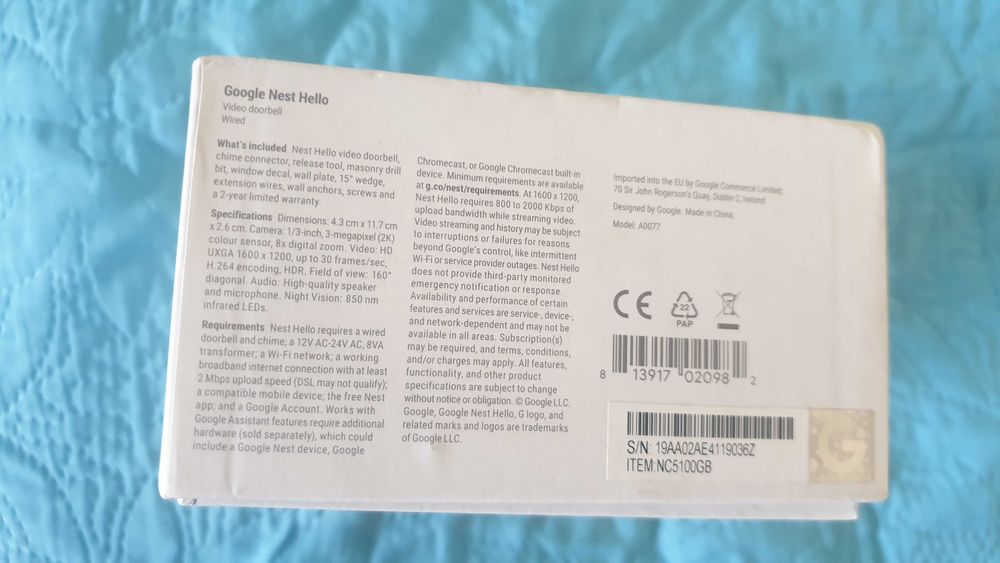 Google Nest Hello
Video doorbell
Wired
What's included Nest Hello video doorbell,
chime connector, release tool, masonry drill
bit, window decal, wall plate, 15° wedge,
extension wires, wall anchors, screws and
a 2-year limited warranty.
Specifications Dimensions: 4.3 cm x 11.7 cm
x 2.6 cm. Camera: 1/3-inch, 3-megapixel (2K)
colour sensor, 8x digital zoom. Video: HD
UXGA 1600 x 1200, up to 30 frames/sec,
H.264 encoding, HDR. Field of view: 160°
diagonal. Audio: High-quality speaker
and microphone. Night Vision: 850 nm
infrared LEDs.
Requirements Nest Hello requires a wired
doorbell and chime; a 12V AC-24V AC, 8VA
transformer; a Wi-Fi network; a working
broadband internet connection with at least
2 Mbps upload speed (DSL may not qualify);
a compatible mobile device; the free Nest
app; and a Google Account. Works with
Google Assistant features require additional
hardware (sold separately), which could
include a Google Nest device, Google
Chromecast, or Google Chromecast built-in
device. Minimum requirements are available
at g.co/nest/requirements. At 1600 x 1200,
Nest Hello requires 800 to 2000 Kbps of
upload bandwidth while streaming video.
Video streaming and history may be subject
to interruptions or failures for reasons
beyond Google's control, like intermittent
Wi-Fi or service provider outages. Nest Hello
does not provide third-party monitored
emergency notification or response.
Availability and performance of certain
features and services are service-, device-,
and network-dependent and may not be
available in all areas. Subscription(s)
may be required, and terms, conditions,
and/or charges may apply. All features,
functionality, and other product
specifications are subject to change
without notice or obligation. © Google LLC.
Google, Google Nest Hello, G logo, and
related marks and logos are trademarks
of Google LLC.
Imported into the EU by Google Commerce Limited,
70 Sir John Rogerson's Quay, Dublin 2, Ireland
Designed by Google. Made in China.
Model: A0077
CE
22
PAP
8 13917 02098 2
S/N: 19AA02AE4119036Z
ITEM:NC5100GB
G